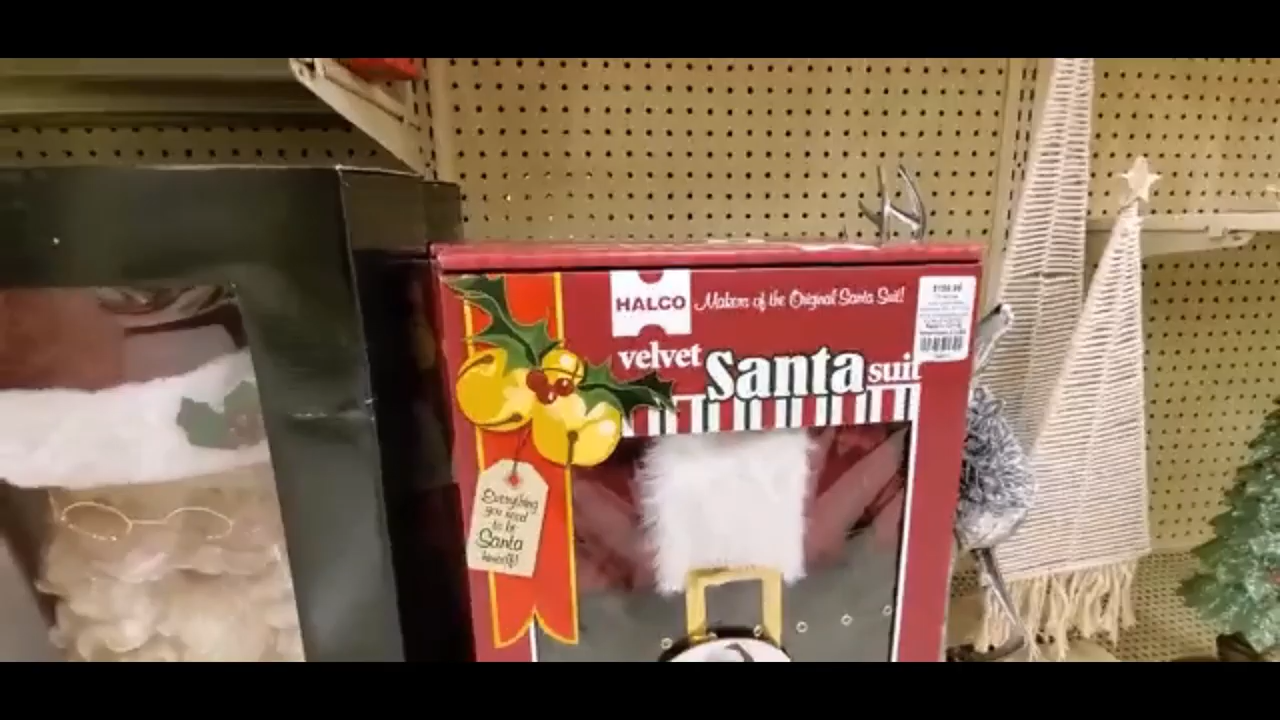 HALCO
Makers of the Original Santa Suit!
velvet Santa suit
Everything
you need
to be
Santa
himself!